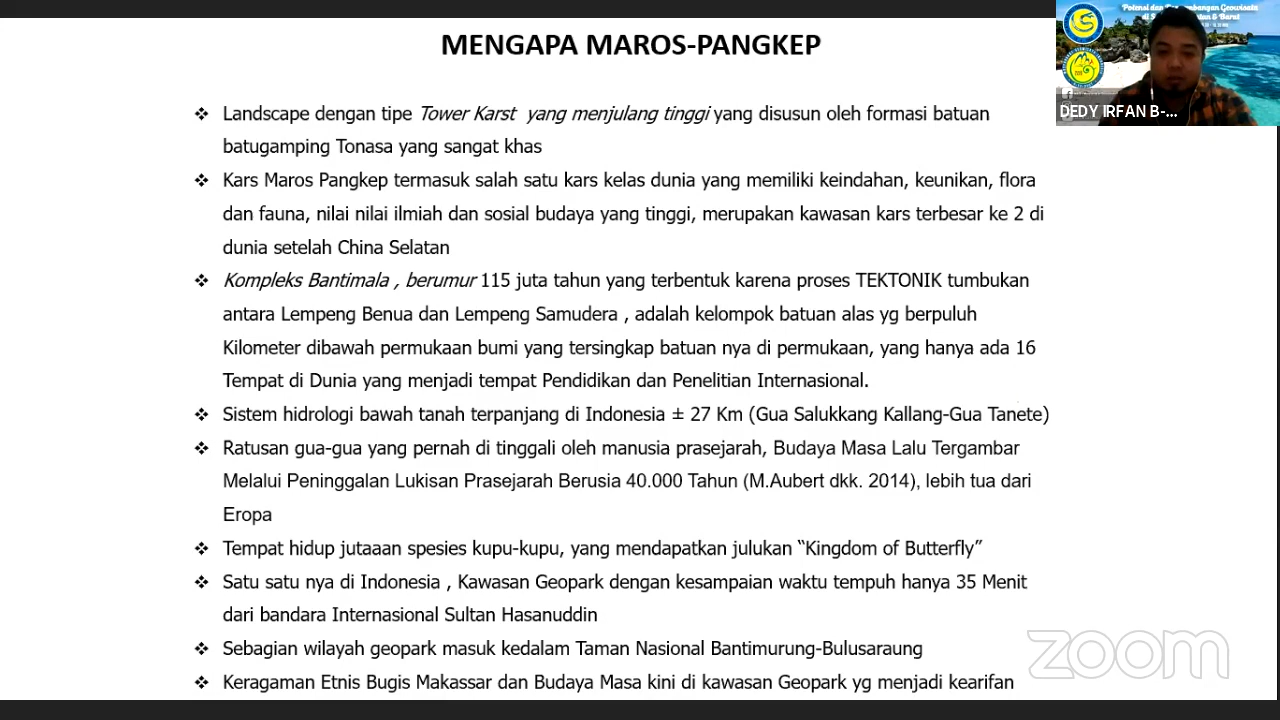 MENGAPA MAROS-PANGKEP
❖ Landscape dengan tipe Tower Karst yang menjulang tinggi yang disusun oleh formasi batuan
batugamping Tonasa yang sangat khas
❖ Kars Maros Pangkep termasuk salah satu kars kelas dunia yang memiliki keindahan, keunikan, flora
dan fauna, nilai nilai ilmiah dan sosial budaya yang tinggi, merupakan kawasan kars terbesar ke 2 di
dunia setelah China Selatan
❖ Kompleks Bantimala , berumur 115 juta tahun yang terbentuk karena proses TEKTONIK tumbukan
antara Lempeng Benua dan Lempeng Samudera , adalah kelompok batuan alas yg berpuluh
Kilometer dibawah permukaan bumi yang tersingkap batuan nya di permukaan, yang hanya ada 16
Tempat di Dunia yang menjadi tempat Pendidikan dan Penelitian Internasional.
❖ Sistem hidrologi bawah tanah terpanjang di Indonesia ± 27 Km (Gua Salukkang Kallang-Gua Tanete)
❖ Ratusan gua-gua yang pernah di tinggali oleh manusia prasejarah, Budaya Masa Lalu Tergambar
Melalui Peninggalan Lukisan Prasejarah Berusia 40.000 Tahun (M.Aubert dkk. 2014), lebih tua dari
Eropa
❖ Tempat hidup jutaaan spesies kupu-kupu, yang mendapatkan julukan “Kingdom of Butterfly”
❖ Satu satu nya di Indonesia , Kawasan Geopark dengan kesampaian waktu tempuh hanya 35 Menit
dari bandara Internasional Sultan Hasanuddin
❖ Sebagian wilayah geopark masuk kedalam Taman Nasional Bantimurung-Bulusaraung
❖ Keragaman Etnis Bugis Makassar dan Budaya Masa kini di kawasan Geopark yg menjadi kearifan
Potensi dan Geowisata
di & Barat
DEDY IRFAN B-...
zoom